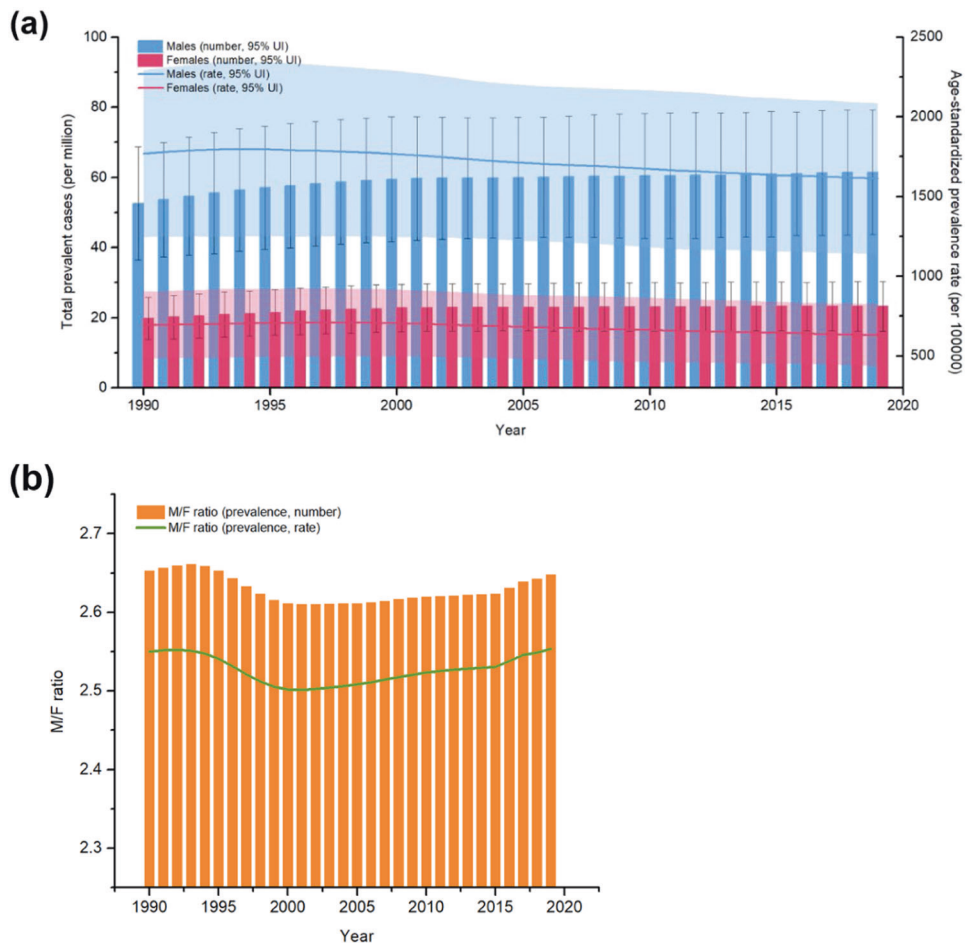 (a)
Males (number, 95% UI)
Females (number, 95% UI)
Males (rate, 95% UI)
Females (rate, 95% UI)
Total prevalent cases (per million)
100
80
60
40
20
0
Age-standardized prevalence rate (per 100000)
2500
2000
1500
1000
500
1990 1995 2000 2005 2010 2015 2020
Year
(b)
M/F ratio (prevalence, number)
M/F ratio (prevalence, rate)
M/F ratio
2.7
2.6
2.5
2.4
2.3
1990 1995 2000 2005 2010 2015 2020
Year